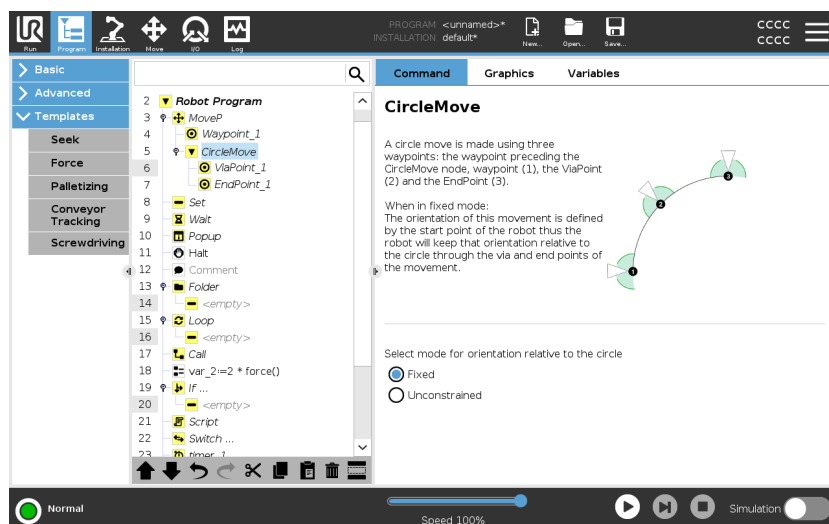 PROGRAM <unnamed>*
INSTALLATION default*
CCCC
CCCC
UR
Run
Program
Installation
Move
I/O
Log
New...
Open...
Save...
Basic
Advanced
Templates
Seek
Force
Palletizing
Conveyor
Tracking
Screwdriving
2 Robot Program
3 MoveP
4 Waypoint_1
5 CircleMove
6 ViaPoint_1
7 EndPoint_1
8 Set
9 Wait
10 Popup
11 Halt
12 Comment
13 Folder
14 <empty>
15 Loop
16 <empty>
17 Call
18 var_2≔2 * force()
19 If ...
20 <empty>
21 Script
22 Switch ...
23 timer_1
Command
Graphics
Variables
CircleMove
A circle move is made using three
waypoints: the waypoint preceding the
CircleMove node, waypoint (1), the ViaPoint
(2) and the EndPoint (3).
When in fixed mode:
The orientation of this movement is defined
by the start point of the robot thus the
robot will keep that orientation relative to
the circle through the via and end points of
the movement.
3
2
1
Select mode for orientation relative to the circle
Fixed
Unconstrained
Normal
Speed 100%
Simulation